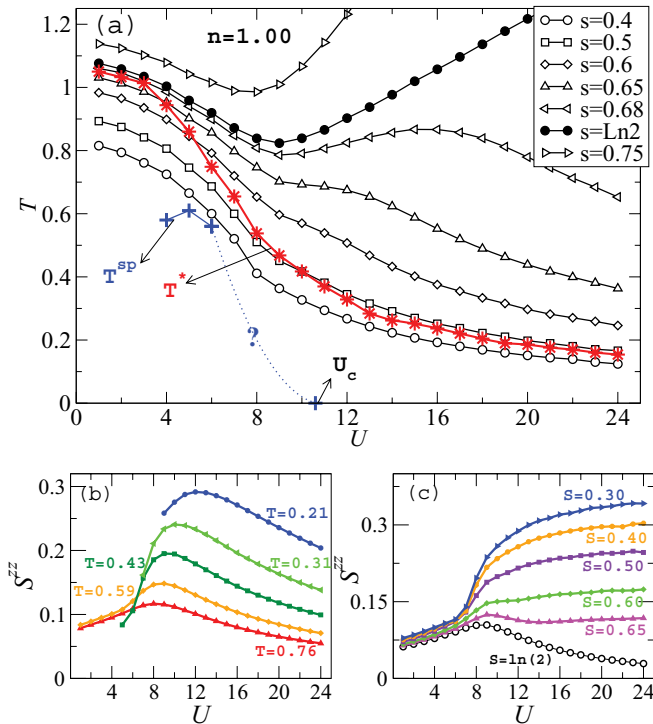 (a)
n=1.00
s=0.4
s=0.5
s=0.6
s=0.65
s=0.68
s=Ln2
s=0.75
1.2
1
0.8
0.6
0.4
0.2
0
T
T^sp
T^*
?
U_c
0 4 8 12 16 20 24
U
(b)
0.3
0.2
0.1
0
S^zz
T=0.21
T=0.43
T=0.31
T=0.59
T=0.76
0 4 8 12 16 20 24
U
(c)
0.3
0.15
0
S^zz
S=0.30
S=0.40
S=0.50
S=0.60
S=0.65
S=ln(2)
0 4 8 12 16 20 24
U